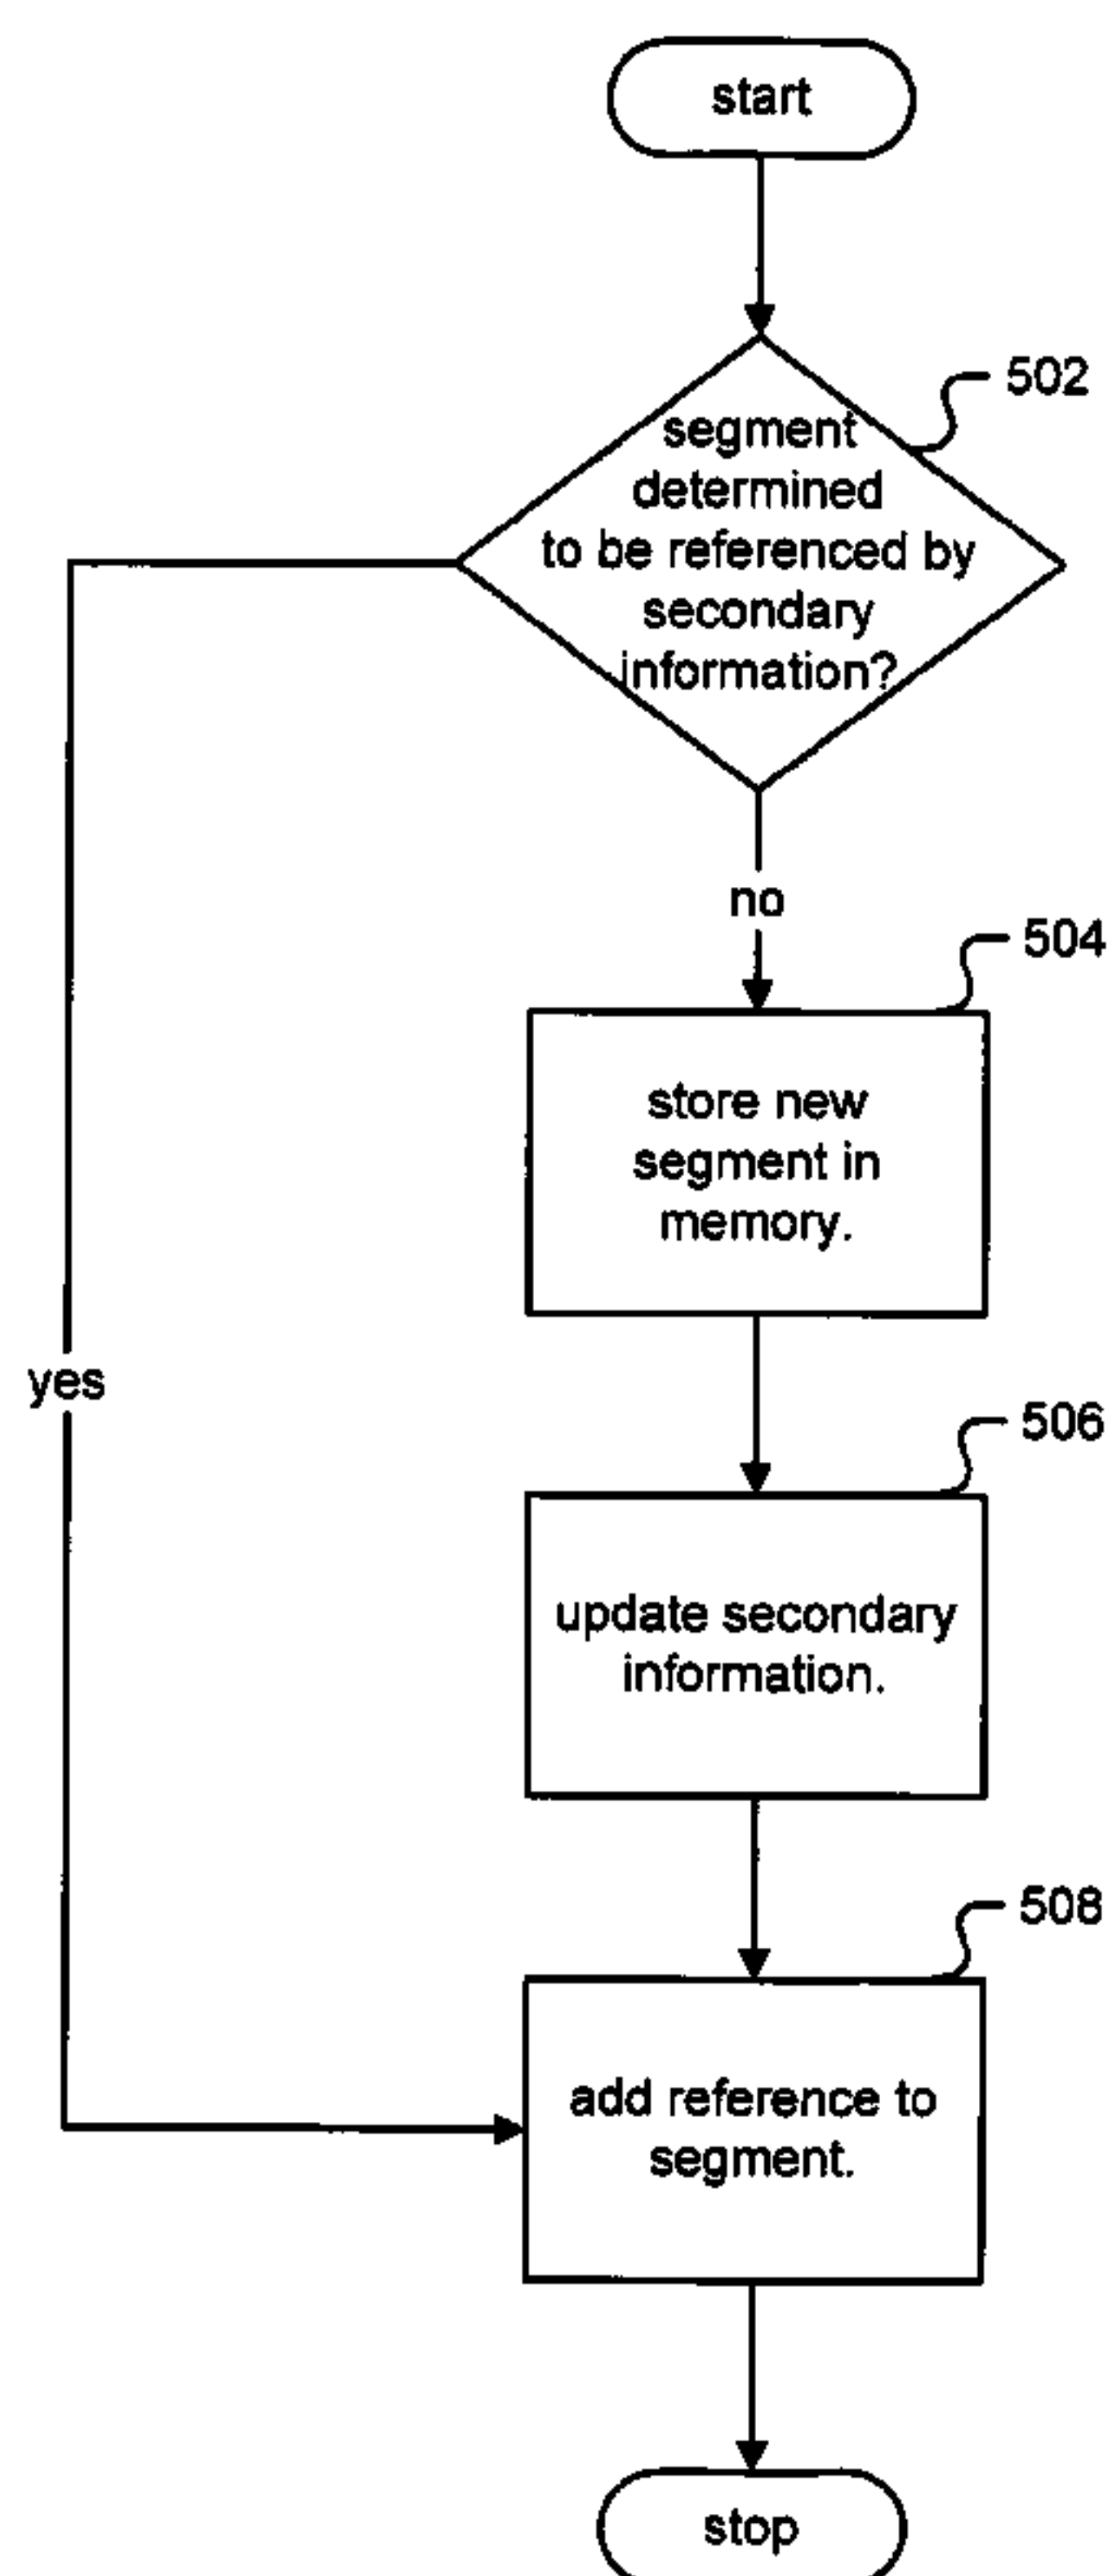 start
502
segment
determined
to be referenced by
secondary
information?
no
504
store new
segment in
memory.
yes
506
update secondary
information.
508
add reference to
segment.
stop